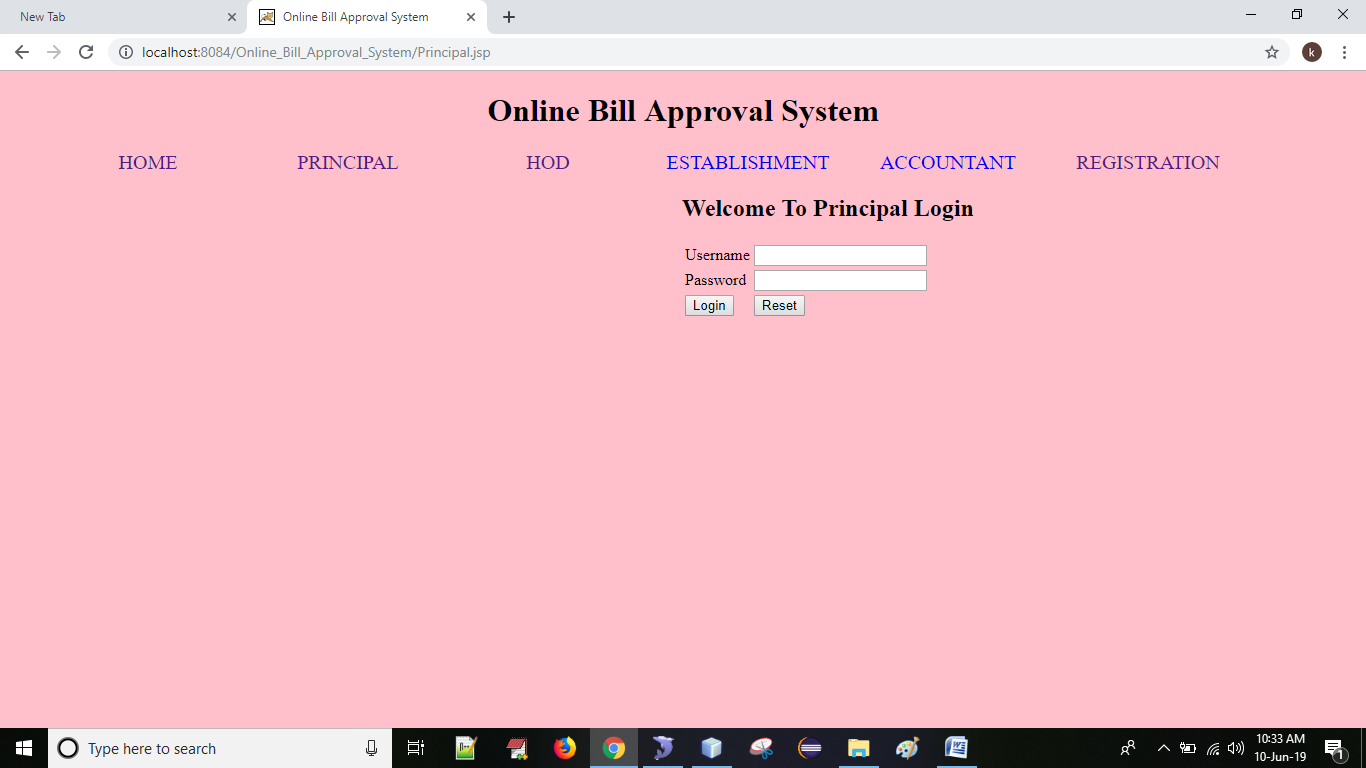 New Tab
Online Bill Approval System
localhost:8084/Online_Bill_Approval_System/Principal.jsp
k
Online Bill Approval System
HOME PRINCIPAL HOD ESTABLISHMENT ACCOUNTANT REGISTRATION
Welcome To Principal Login
Username
Password
Login Reset
Type here to search
10:33 AM
10-Jun-19
1